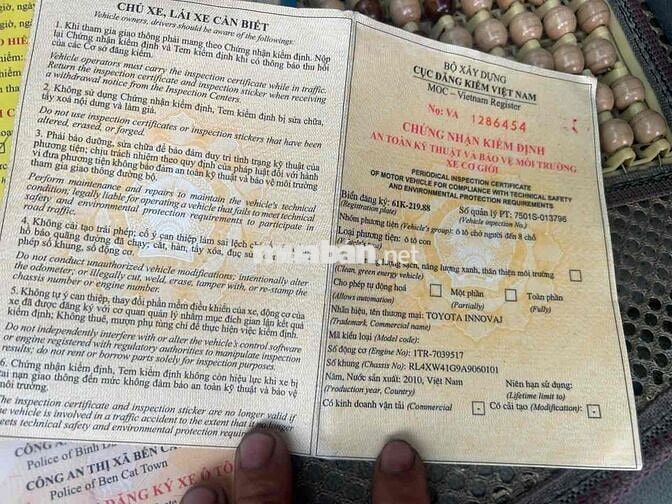 CHỦ XE, LÁI XE CẦN BIẾT
Vehicle owners, drivers should be aware of the followings.
1. Khi tham gia giao thông phải mang theo Chứng nhận kiểm định. Nộp
lại Chứng nhận kiểm định và Tem kiểm định khi có thông báo thu hồi
của các Cơ sở đăng kiểm.
Vehicle operators must carry the inspection certificate while in traffic.
Return the inspection certificate and inspection sticker when receiving
a withdrawal notice from the Inspection Centers.
2. Không sử dụng Chứng nhận kiểm định, Tem kiểm định bị sửa chữa,
tẩy xoá nội dung và làm giả.
Do not use inspection certificates or inspection stickers that have been
altered, erased, or forged.
3. Phải bảo dưỡng, sửa chữa để bảo đảm duy trì tình trạng kỹ thuật của
phương tiện; chịu trách nhiệm theo quy định của pháp luật đối với hành
vi đưa phương tiện không bảo đảm an toàn kỹ thuật và bảo vệ môi trường
tham gia giao thông đường bộ.
Perform maintenance and repairs to maintain the vehicle's technical
condition, legally liable for operating a vehicle that fails to meet technical
safety and environmental protection requirements to participate in
road traffic.
4. Không cải tạo trái phép; cố ý can thiệp làm sai lệch chỉ
hồ báo quãng đường đã chạy; cắt, hàn, tẩy xóa, đục sửa
phép số khung, số động cơ.
Do not conduct unauthorized vehicle modifications; intentionally alter
the odometer; or illegally cut, weld, erase, tamper with, or re-stamp the
chassis number or engine number.
5. Không tự ý can thiệp, thay đổi phần mềm điều khiển của xe, động cơ của
xe đã được đăng ký với cơ quan quản lý nhằm mục đích gian lận kết quả
kiểm định; Không thuê, mượn phụ tùng chỉ để thực hiện việc kiểm định.
Do not independently interfere with or alter the vehicle's control software
or engine registered with regulatory authorities to manipulate inspection
results; do not rent or borrow parts solely for inspection purposes.
6. Chứng nhận kiểm định, Tem kiểm định không còn hiệu lực khi xe bị
nạn giao thông đến mức không đảm bảo an toàn kỹ thuật và bảo vệ
môi trường.
The inspection certificate and inspection sticker are no longer valid if
the vehicle is involved in a traffic accident to the extent that it no longer
meets technical safety and environmental protection
CÔNG AN
Police of Binh
CÔNG AN THỊ XÃ BẾN CÁT
Police of Ben Cat Town
ĐĂNG KÝ XE Ô TÔ
BỘ XÂY DỰNG
CỤC ĐĂNG KIỂM VIỆT NAM
MOC – Vietnam Register
No: VA 1286454
CHỨNG NHẬN KIỂM ĐỊNH
AN TOÀN KỸ THUẬT VÀ BẢO VỆ MÔI TRƯỜNG
XE CƠ GIỚI
PERIODICAL INSPECTION CERTIFICATE
OF MOTOR VEHICLE FOR COMPLIANCE WITH TECHNICAL SAFETY
AND ENVIRONMENTAL PROTECTION REQUIREMENTS
Biển đăng ký: 61K-219.88 Số quản lý PT: 7501S-013796
(Registration plate) (Vehicle inspection No.)
Nhóm phương tiện (Vehicle's group): ô tô chở người đến 8 chỗ
Loại phương tiện: ô tô con
sạch, năng lượng xanh, thân thiện môi trường
(Clean, green energy vehicle)
Cho phép tự động hoá Một phần Toàn phần
(Allows automation) (Partially) (Fully)
Nhãn hiệu, tên thương mại: TOYOTA INNOVAJ
(Trademark, Commercial name)
Mã kiểu loại (Model code):
Số động cơ (Engine No): 1TR-7039517
Số khung (Chassis No): RL4XW41G9A9060101
Năm, Nước sản xuất: 2010, Việt Nam Niên hạn sử dụng:
(Production year, Country) (Lifetime limit to)
Có kinh doanh vận tải (Commercial - Có cải tạo (Modification): -
muaban.net